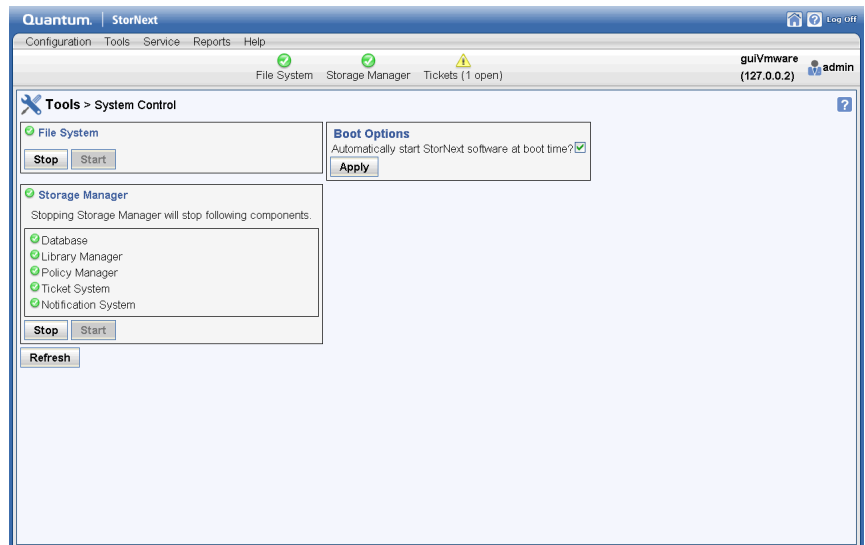 Quantum. StorNext
? Log Off
Configuration Tools Service Reports Help
File System Storage Manager Tickets (1 open)
guiVmware
(127.0.0.2)
admin
Tools > System Control
?
File System
Stop Start
Boot Options
Automatically start StorNext software at boot time?
Apply
Storage Manager
Stopping Storage Manager will stop following components.
Database
Library Manager
Policy Manager
Ticket System
Notification System
Stop Start
Refresh